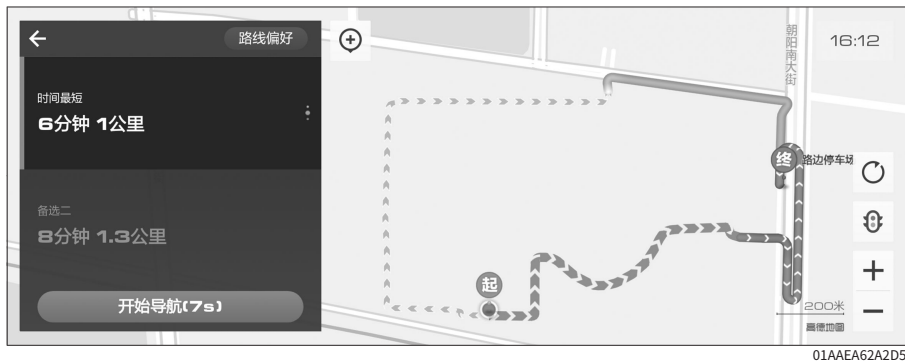 路线偏好
时间最短
6分钟 1公里
备选二
8分钟 1.3公里
开始导航(7s)
起
朝阳南大街
16:12
终
路边停车场
200米
高德地图
01AAEA62A2D5